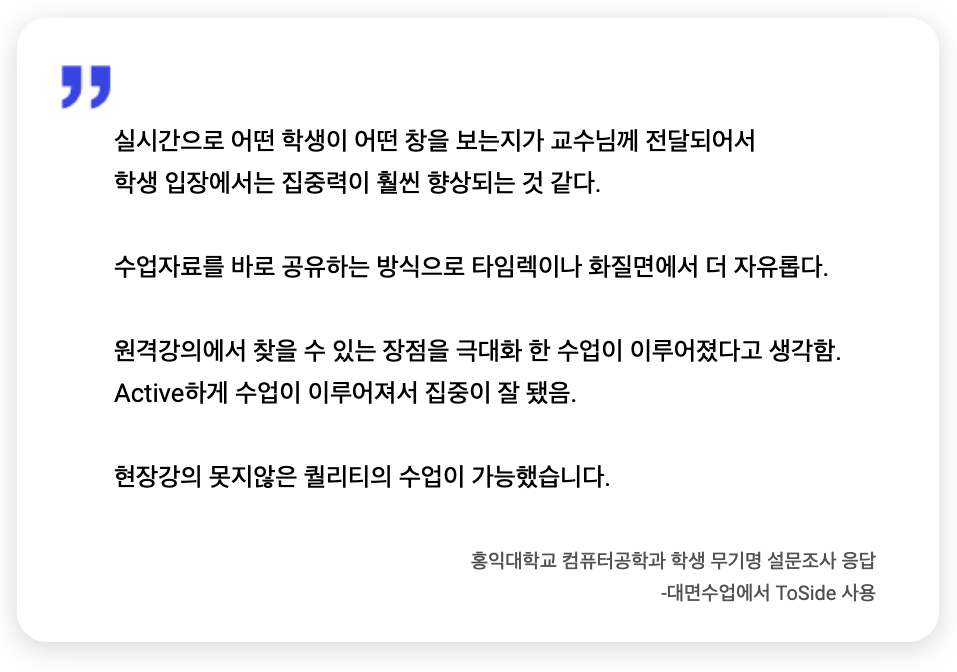 실시간으로 어떤 학생이 어떤 창을 보는지가 교수님께 전달되어서
학생 입장에서는 집중력이 훨씬 향상되는 것 같다.
수업자료를 바로 공유하는 방식으로 타임렉이나 화질면에서 더 자유롭다.
원격강의에서 찾을 수 있는 장점을 극대화 한 수업이 이루어졌다고 생각함.
Active하게 수업이 이루어져서 집중이 잘 됐음.
현장강의 못지않은 퀄리티의 수업이 가능했습니다.
홍익대학교 컴퓨터공학과 학생 무기명 설문조사 응답
-대면수업에서 ToSide 사용